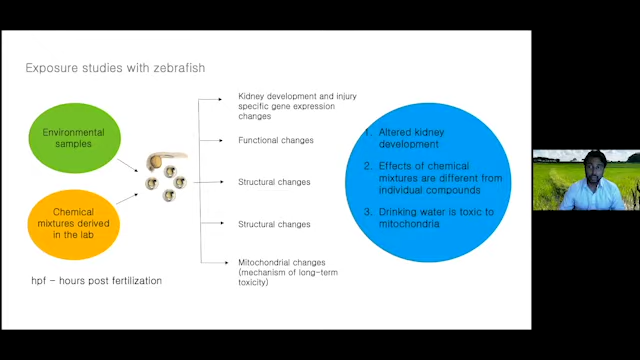 Exposure studies with zebrafish
Environmental
samples
Chemical
mixtures derived
in the lab
hpf – hours post fertilization
Kidney development and injury
specific gene expression
changes
Functional changes
Structural changes
Structural changes
Mitochondrial changes
(mechanism of long-term
toxicity)
1. Altered kidney
development
2. Effects of chemical
mixtures are different from
individual compounds
3. Drinking water is toxic to
mitochondria